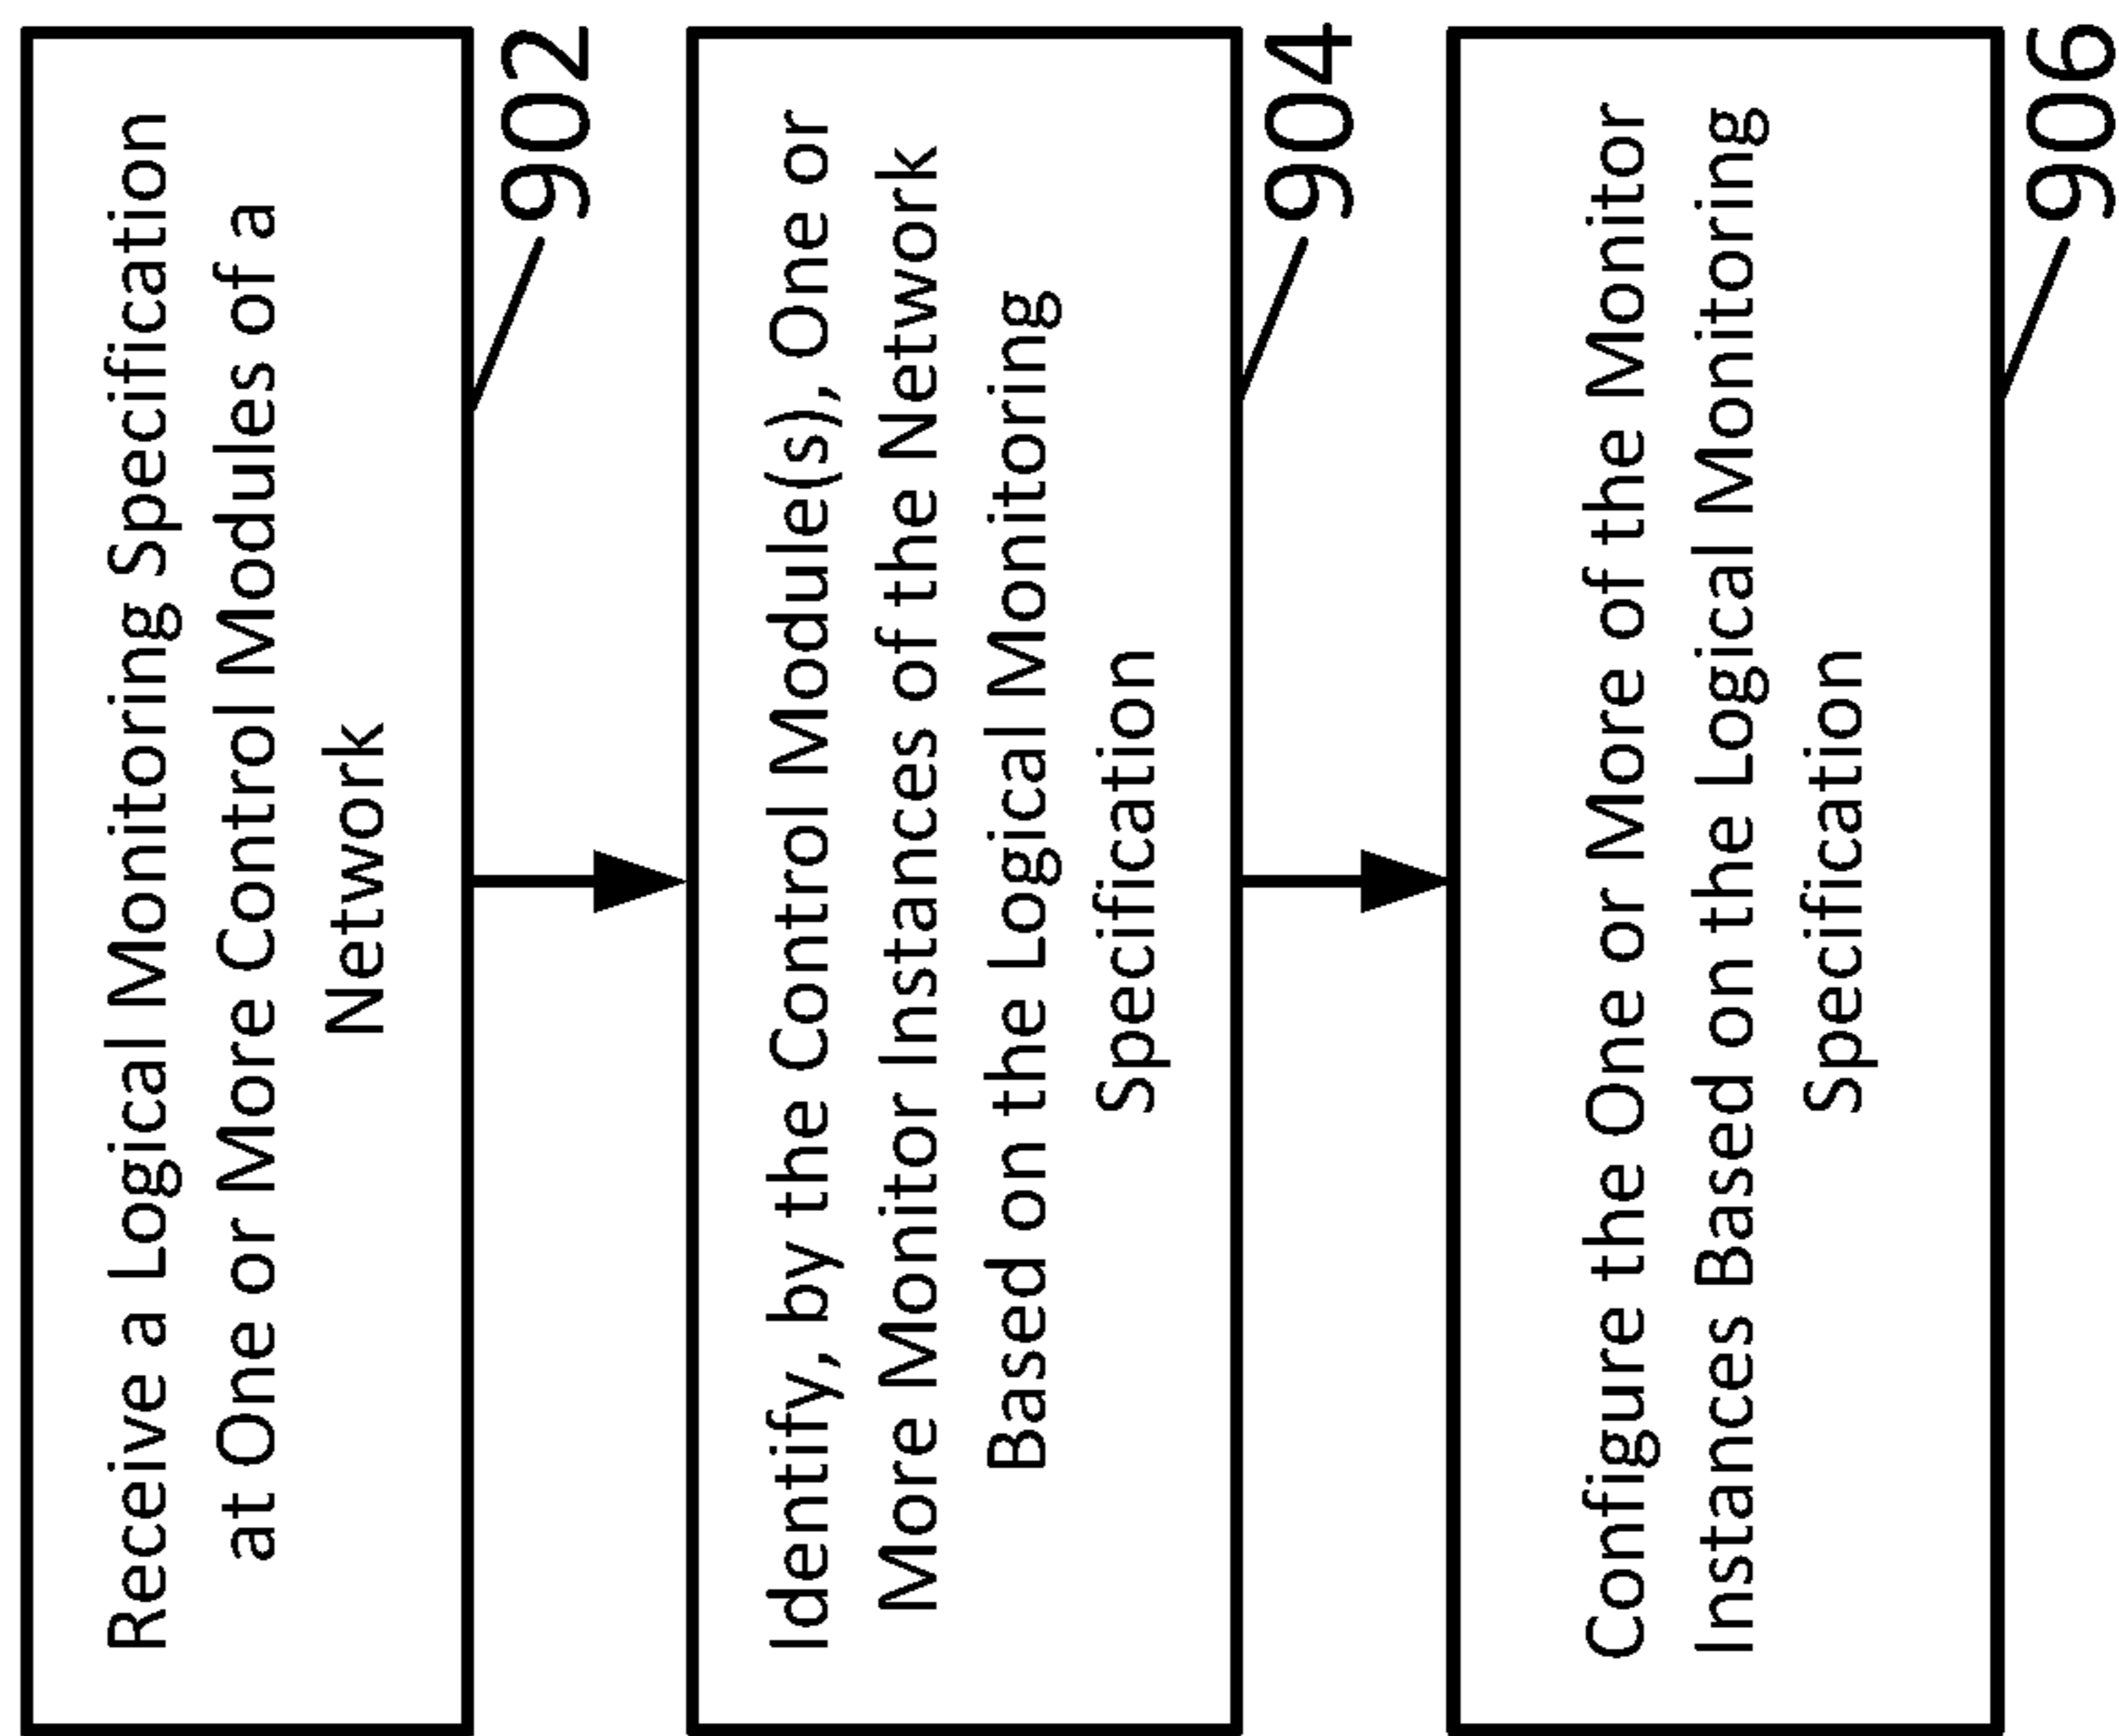 Receive a Logical Monitoring Specification
at One or More Control Modules of a
Network
902
Identify, by the Control Module(s), One or
More Monitor Instances of the Network
Based on the Logical Monitoring
Specification
904
Configure the One or More of the Monitor
Instances Based on the Logical Monitoring
Specification
906